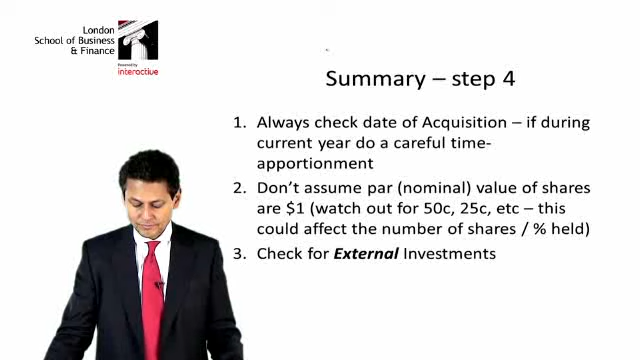 London
School of Business
& Finance
Powered by
interactive
Summary – step 4
1. Always check date of Acquisition – if during
current year do a careful time-
apportionment
2. Don't assume par (nominal) value of shares
are $1 (watch out for 50c, 25c, etc – this
could affect the number of shares / % held)
3. Check for External Investments